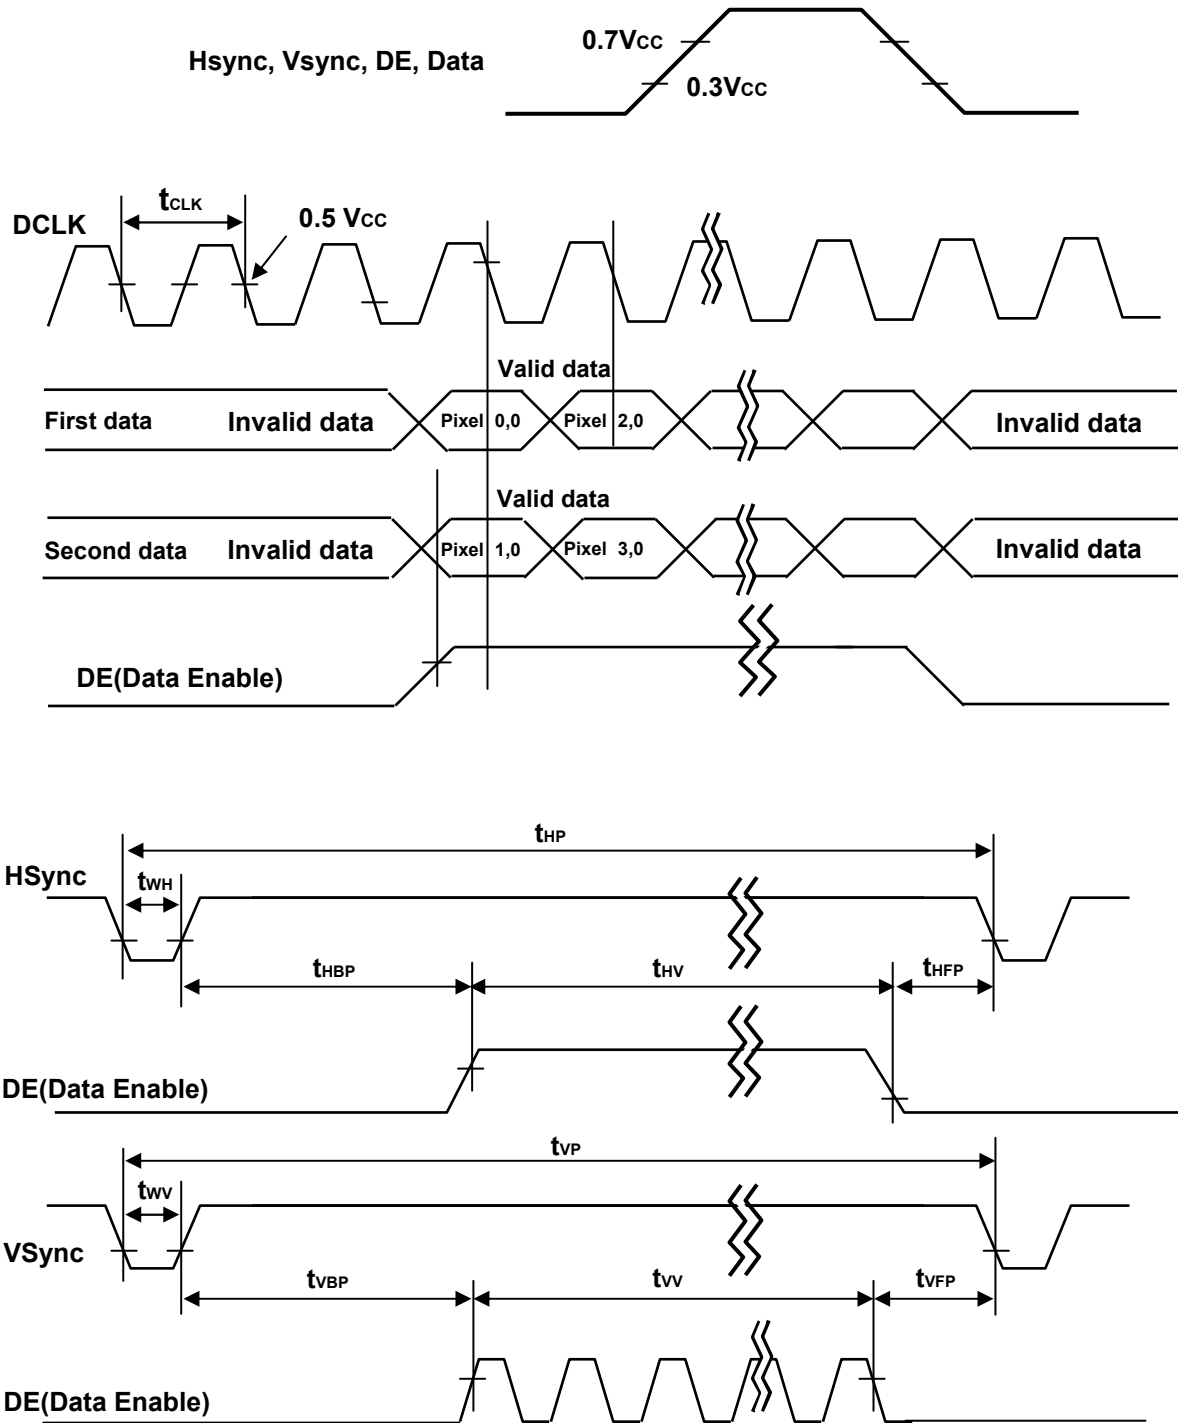 0.7Vcc
Hsync, Vsync, DE, Data
0.3Vcc
tCLK
DCLK
0.5 Vcc
Valid data
First data
Invalid data
Pixel 0,0
Pixel 2,0
Invalid data
Valid data
Second data
Invalid data
Pixel 1,0
Pixel 3,0
Invalid data
DE(Data Enable)
tHP
HSync
tWH
tHBP
tHV
tHFP
DE(Data Enable)
tVP
tWV
VSync
tVBP
tVV
tVFP
DE(Data Enable)